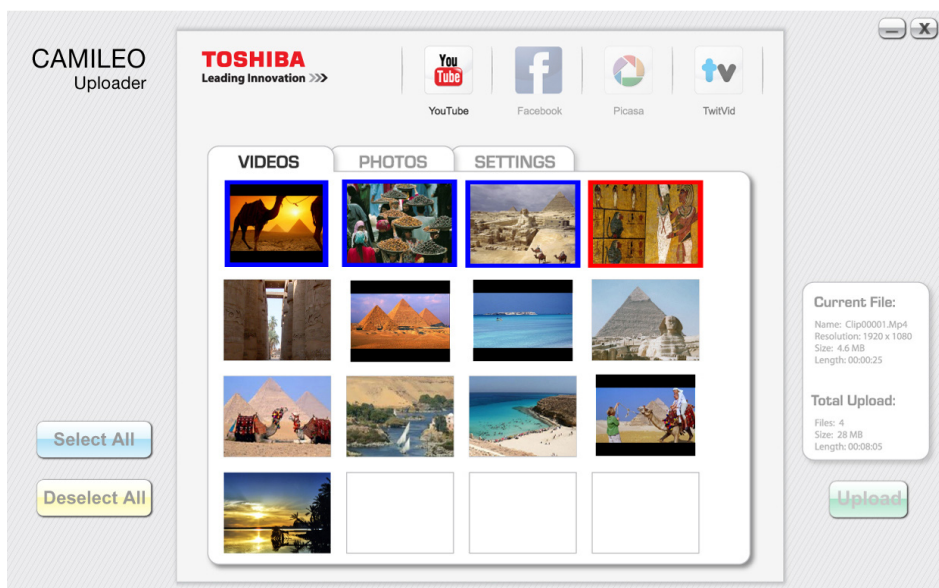 CAMILEO
Uploader
TOSHIBA
Leading Innovation >>>
You
Tube
f
tv
YouTube
Facebook
Picasa
TwitVid
VIDEOS
PHOTOS
SETTINGS
Current File:
Name: Clip00001.Mp4
Resolution: 1920 x 1080
Size: 4.6 MB
Length: 00:00:25
Total Upload:
Files: 4
Size: 28 MB
Length: 00:08:05
Select All
Deselect All
Upload